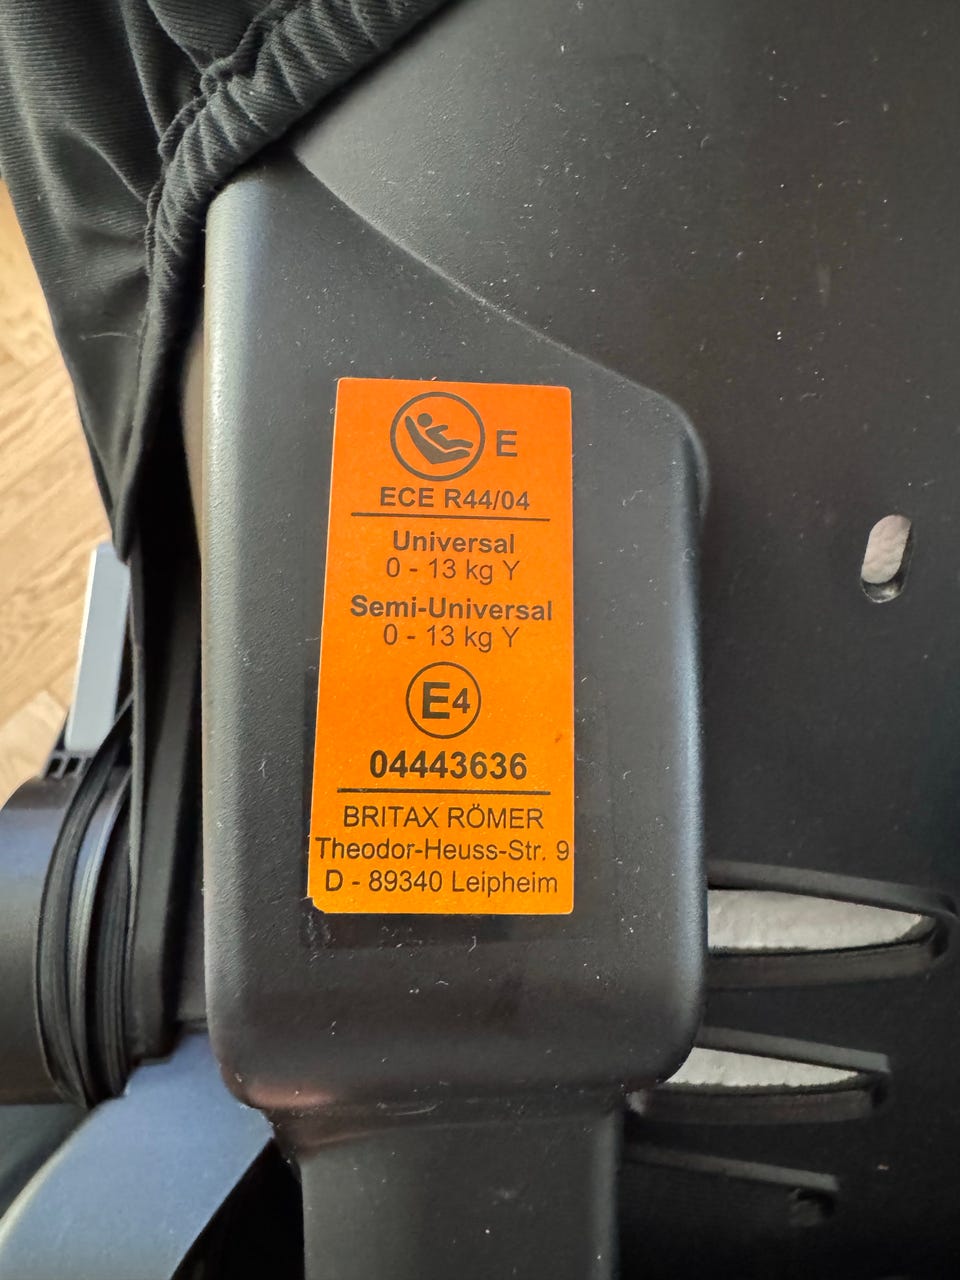 E
ECE R44/04
Universal
0 - 13 kg Y
Semi-Universal
0 - 13 kg Y
E4
04443636
BRITAX RÖMER
Theodor-Heuss-Str. 9
D - 89340 Leipheim